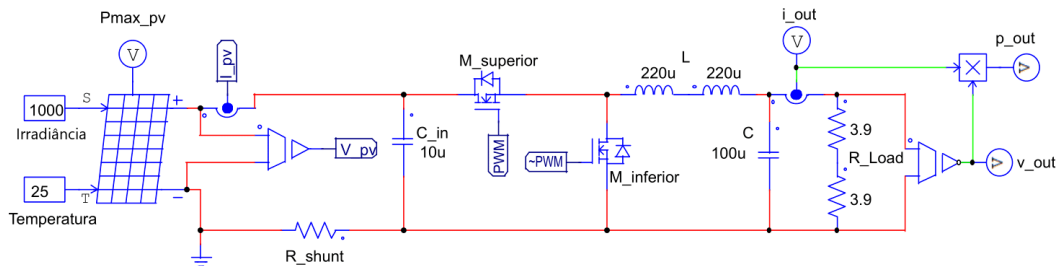 Pmax_pv
V
1000
S
Irradiância
25
T
Temperatura
+
−
I_pv
V_pv
R_shunt
C_in
10u
M_superior
PWM
~PWM
M_inferior
L
220u
220u
C
100u
i_out
V
3.9
R_Load
3.9
p_out
V
v_out
V